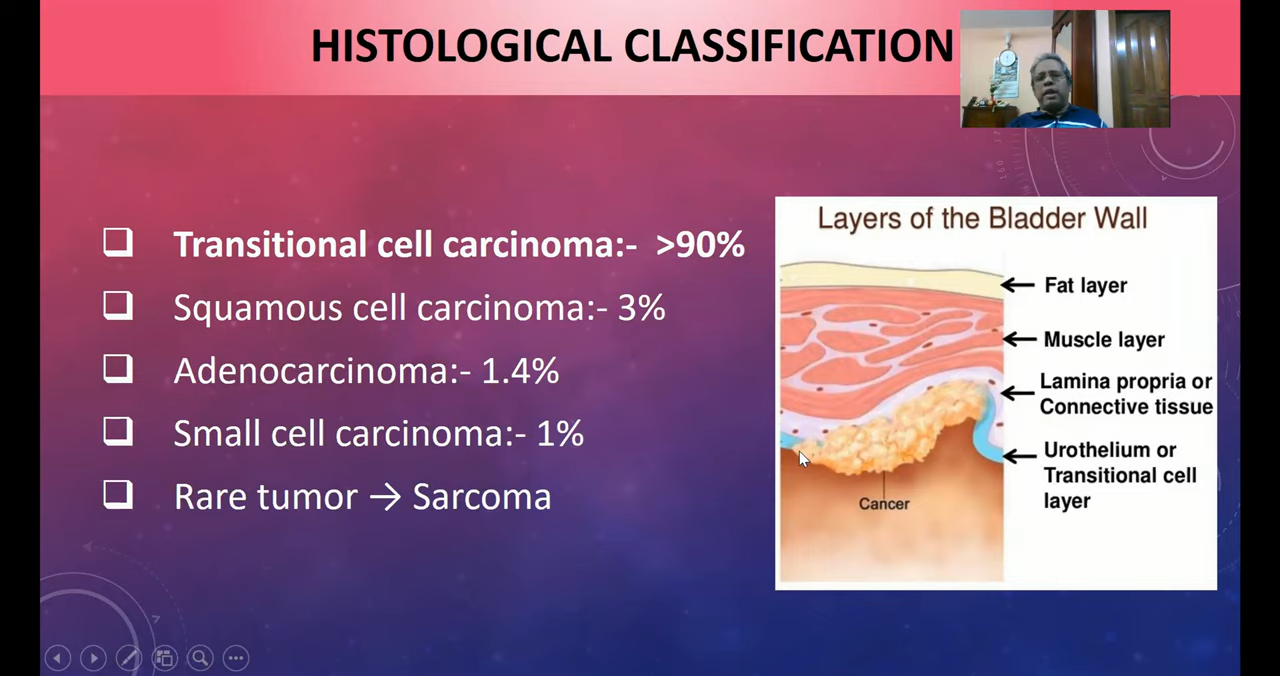 HISTOLOGICAL CLASSIFICATION
Transitional cell carcinoma:- >90%
Squamous cell carcinoma:- 3%
Adenocarcinoma:- 1.4%
Small cell carcinoma:- 1%
Rare tumor → Sarcoma
Layers of the Bladder Wall
Fat layer
Muscle layer
Lamina propria or
Connective tissue
Urothelium or
Transitional cell
layer
Cancer